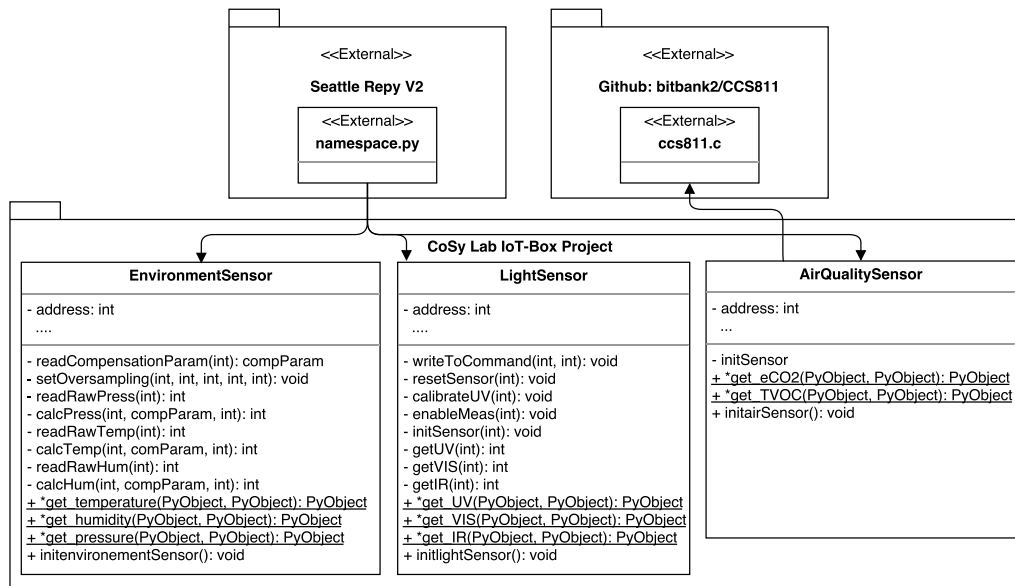 <<External>>
Seattle Repy V2
<<External>>
namespace.py
<<External>>
Github: bitbank2/CCS811
<<External>>
ccs811.c
CoSy Lab IoT-Box Project
EnvironmentSensor
- address: int
....
- readCompensationParam(int): compParam
- setOversampling(int, int, int, int, int): void
- readRawPress(int): int
- calcPress(int, compParam, int): int
- readRawTemp(int): int
- calcTemp(int, comParam, int): int
- readRawHum(int): int
- calcHum(int, compParam, int): int
+ *get_temperature(PyObject, PyObject): PyObject
+ *get_humidity(PyObject, PyObject): PyObject
+ *get_pressure(PyObject, PyObject): PyObject
+ initenvironementSensor(): void
LightSensor
- address: int
....
- writeToCommand(int, int): void
- resetSensor(int): void
- calibrateUV(int): void
- enableMeas(int): void
- initSensor(int): void
- getUV(int): int
- getVIS(int): int
- getIR(int): int
+ *get_UV(PyObject, PyObject): PyObject
+ *get_VIS(PyObject, PyObject): PyObject
+ *get_IR(PyObject, PyObject): PyObject
+ initlightSensor(): void
AirQualitySensor
- address: int
...
- initSensor
+ *get_eCO2(PyObject, PyObject): PyObject
+ *get_TVOC(PyObject, PyObject): PyObject
+ initairSensor(): void